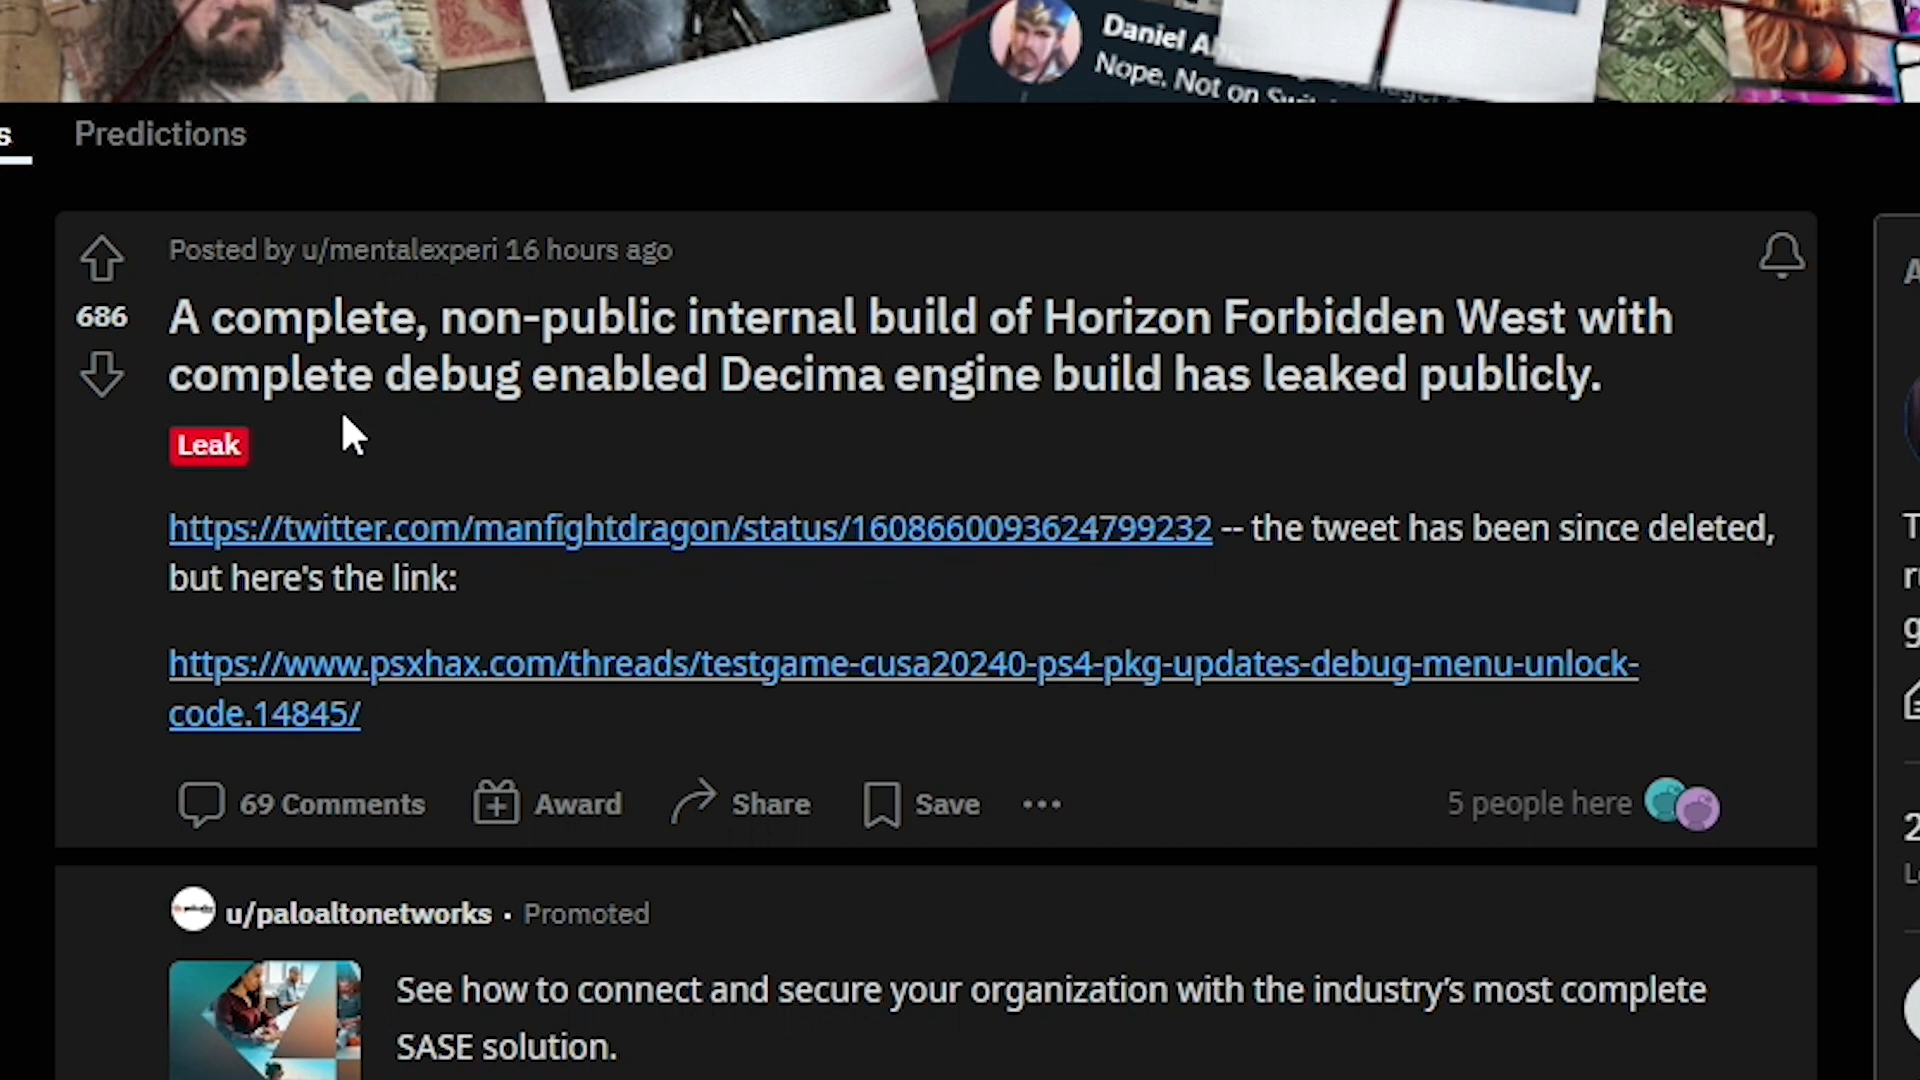 Daniel
Nope. Not on
Predictions
Posted by u/mentalexperi 16 hours ago
686
A complete, non-public internal build of Horizon Forbidden West with
complete debug enabled Decima engine build has leaked publicly.
Leak
https://twitter.com/manfightdragon/status/1608660093624799232 -- the tweet has been since deleted,
but here's the link:
https://www.psxhax.com/threads/testgame-cusa20240-ps4-pkg-updates-debug-menu-unlock-
code.14845/
69 Comments Award Share Save
5 people here
u/paloaltonetworks · Promoted
See how to connect and secure your organization with the industry's most complete
SASE solution.